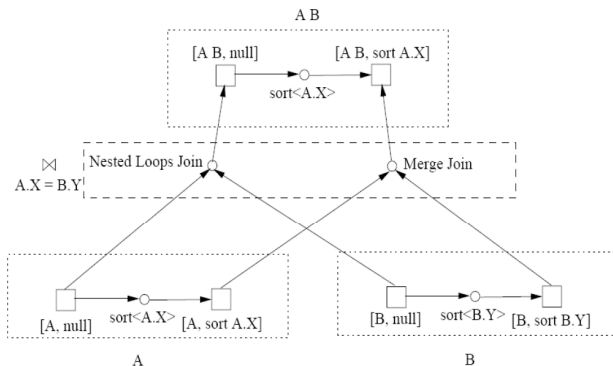 A B
[A B, null]
[A B, sort A.X]
sort<A.X>
Nested Loops Join
Merge Join
⋈
A.X = B.Y
[A, null]
sort<A.X>
[A, sort A.X]
[B, null]
sort<B.Y>
[B, sort B.Y]
A
B